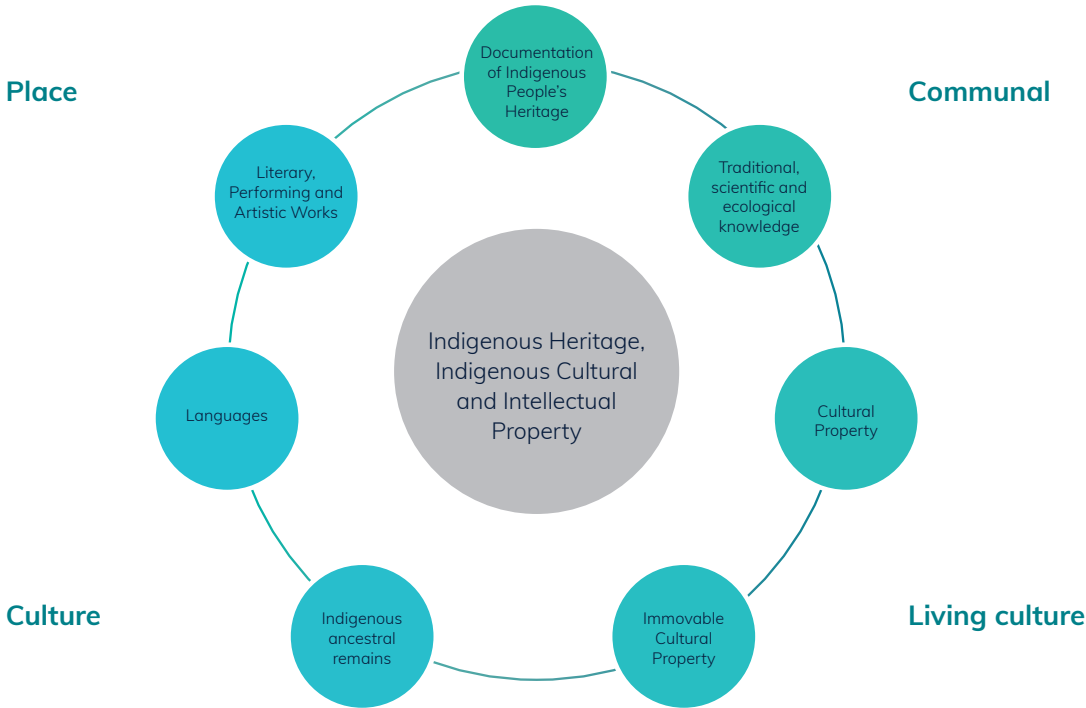 Place
Communal
Documentation
of Indigenous
People’s
Heritage
Traditional,
scientific and
ecological
knowledge
Cultural
Property
Immovable
Cultural
Property
Indigenous
ancestral
remains
Languages
Literary,
Performing and
Artistic Works
Indigenous Heritage,
Indigenous Cultural
and Intellectual
Property
Culture
Living culture